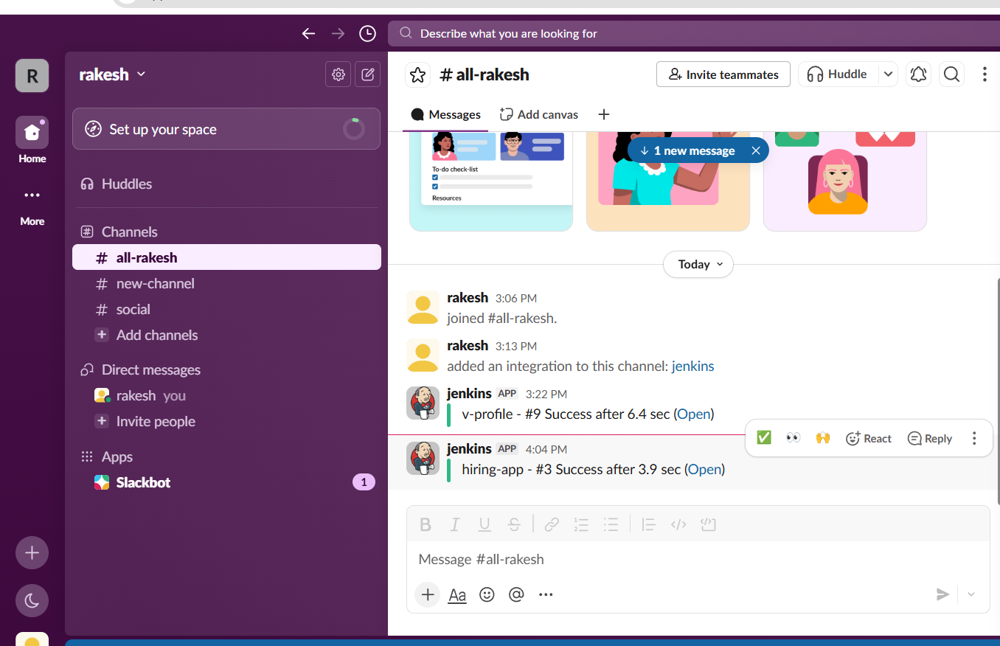 Describe what you are looking for
R
rakesh
# all-rakesh
Invite teammates
Huddle
Messages
Add canvas
Set up your space
Home
1 new message
To-do check-list
Resources
Huddles
More
Channels
# all-rakesh
# new-channel
# social
Add channels
Direct messages
rakesh you
Invite people
Apps
Slackbot
1
Today
rakesh 3:06 PM
joined #all-rakesh.
rakesh 3:13 PM
added an integration to this channel: jenkins
jenkins APP 3:22 PM
v-profile - #9 Success after 6.4 sec (Open)
React
Reply
jenkins APP 4:04 PM
hiring-app - #3 Success after 3.9 sec (Open)
B I U S
Message #all-rakesh
Aa